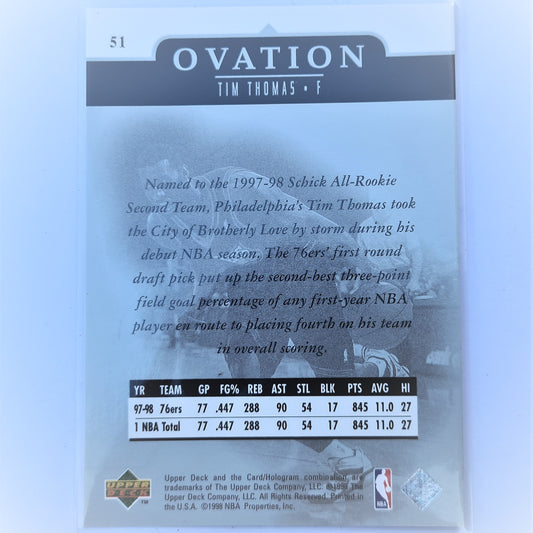 51
OVATION
TIM THOMAS • F
Named to the 1997-98 Schick All-Rookie
Second Team, Philadelphia's Tim Thomas took
the City of Brotherly Love by storm during his
debut NBA season. The 76ers' first round
draft pick put up the second-best three-point
field goal percentage of any first-year NBA
player en route to placing fourth on his team
in overall scoring.
YR TEAM GP FG% REB AST STL BLK PTS AVG HI
97-98 76ers 77 .447 288 90 54 17 845 11.0 27
1 NBA Total 77 .447 288 90 54 17 845 11.0 27
Upper Deck and the Card/Hologram combination are
trademarks of The Upper Deck Company, LLC. © 1998 The
Upper Deck Company, LLC. All Rights Reserved. Printed in
the U.S.A. ©1998 NBA Properties, Inc.
UPPER
DECK
TM
NBA